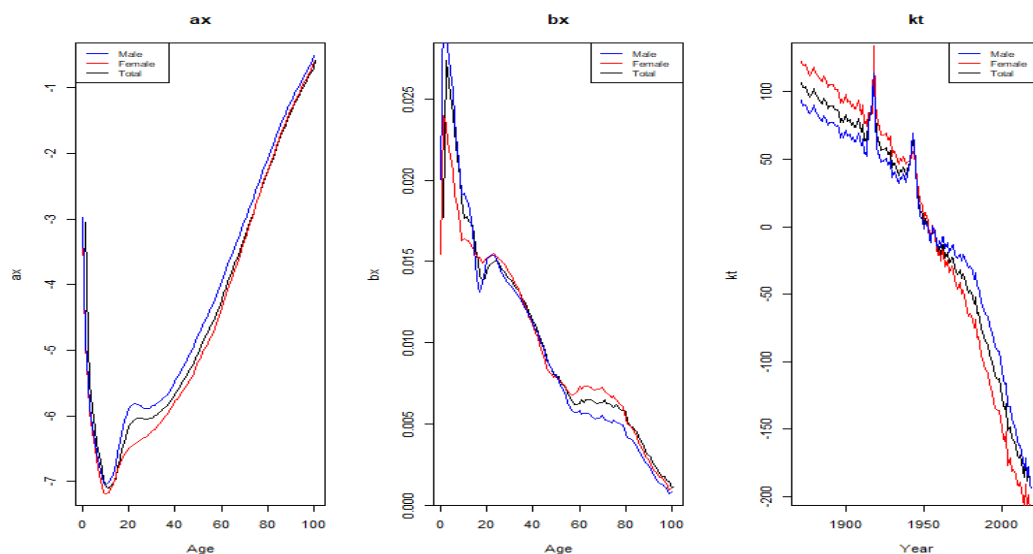 ax
Male
Female
Total
-1
-2
-3
-4
-5
-6
-7
ax
0 20 40 60 80 100
Age
bx
Male
Female
Total
0.025
0.020
0.015
0.010
0.005
0.000
bx
0 20 40 60 80 100
Age
kt
Male
Female
Total
100
50
0
-50
-100
-150
-200
kt
1900 1950 2000
Year